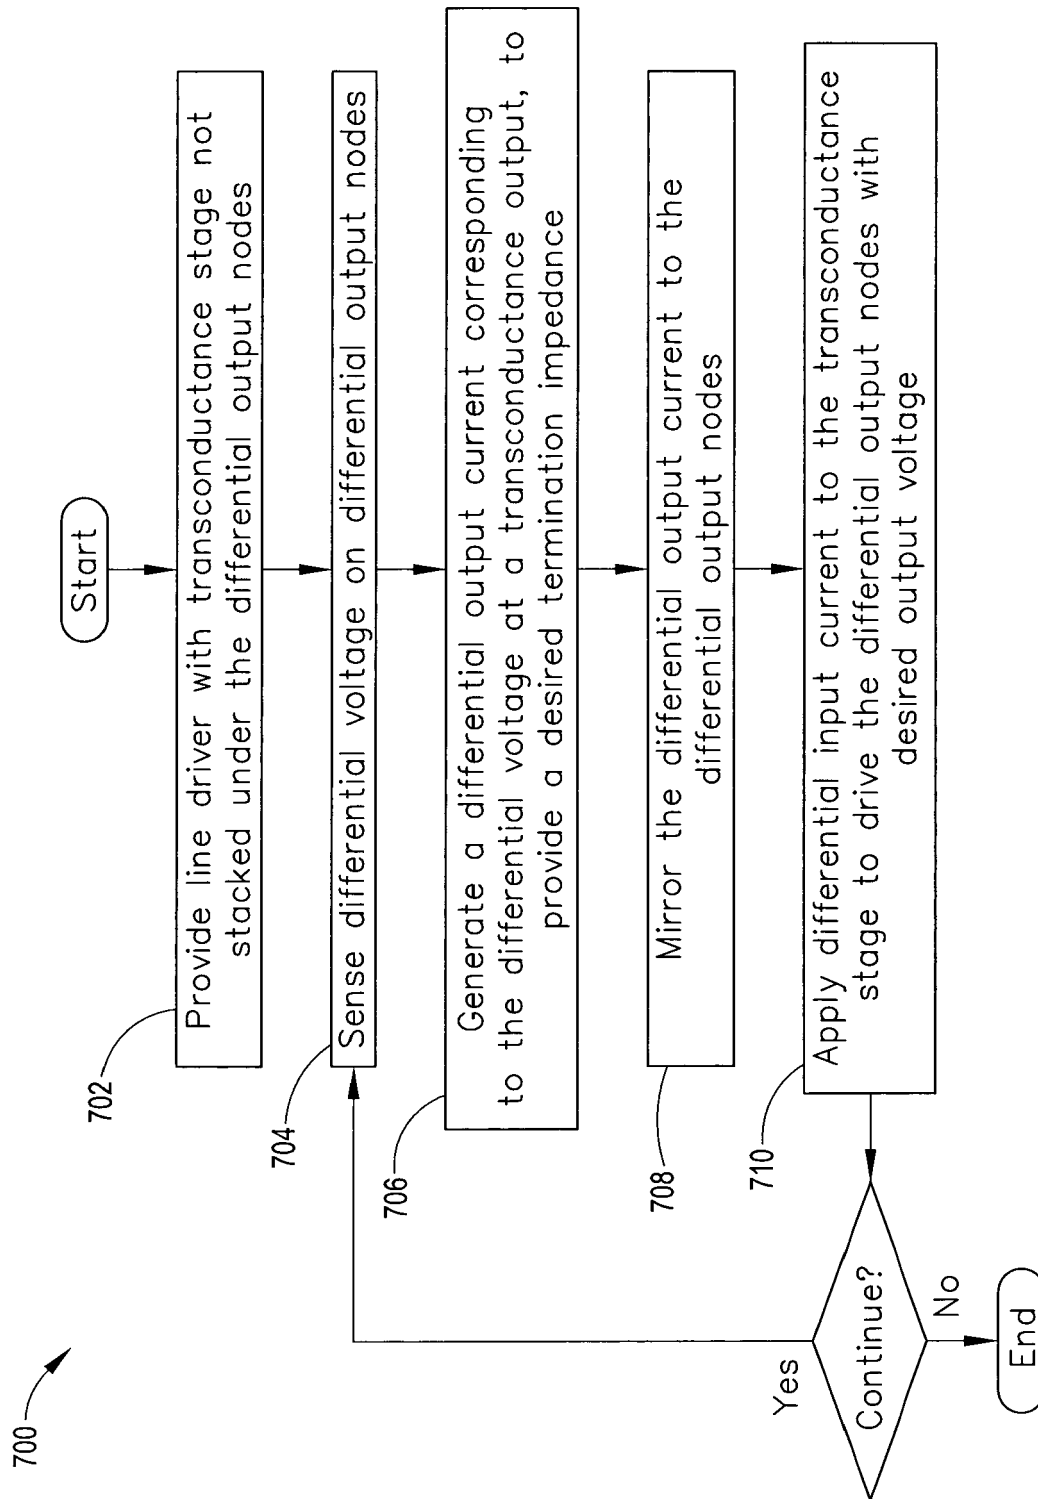 700
Start
702
Provide line driver with transconductance stage not
stacked under the differential output nodes
704
Sense differential voltage on differential output nodes
706
Generate a differential output current corresponding
to the differential voltage at a transconductance output, to
provide a desired termination impedance
708
Mirror the differential output current to the
differential output nodes
710
Apply different input current to the transconductance
stage to drive the differential output nodes with
desired output voltage
Continue?
Yes
No
End